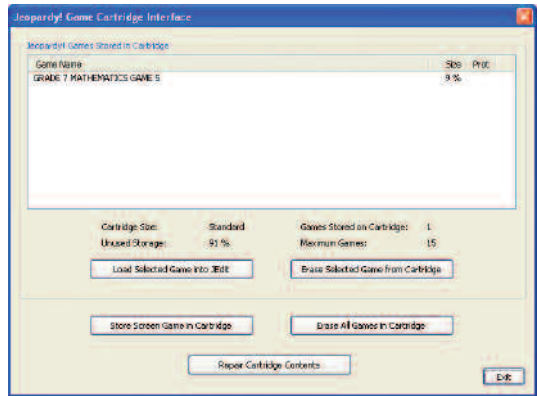 Jeopardy! Game Cartridge Interface
Jeopardy! Games Stored in Cartridge
Game Name Size Prot
GRADE 7 MATHEMATICS GAME 5 9 %
Cartridge Size: Standard Games Stored on Cartridge: 1
Unused Storage: 91 % Maximum Games: 15
Load Selected Game into JEdit Erase Selected Game from Cartridge
Store Screen Game in Cartridge Erase All Games in Cartridge
Repair Cartridge Contents
Exit